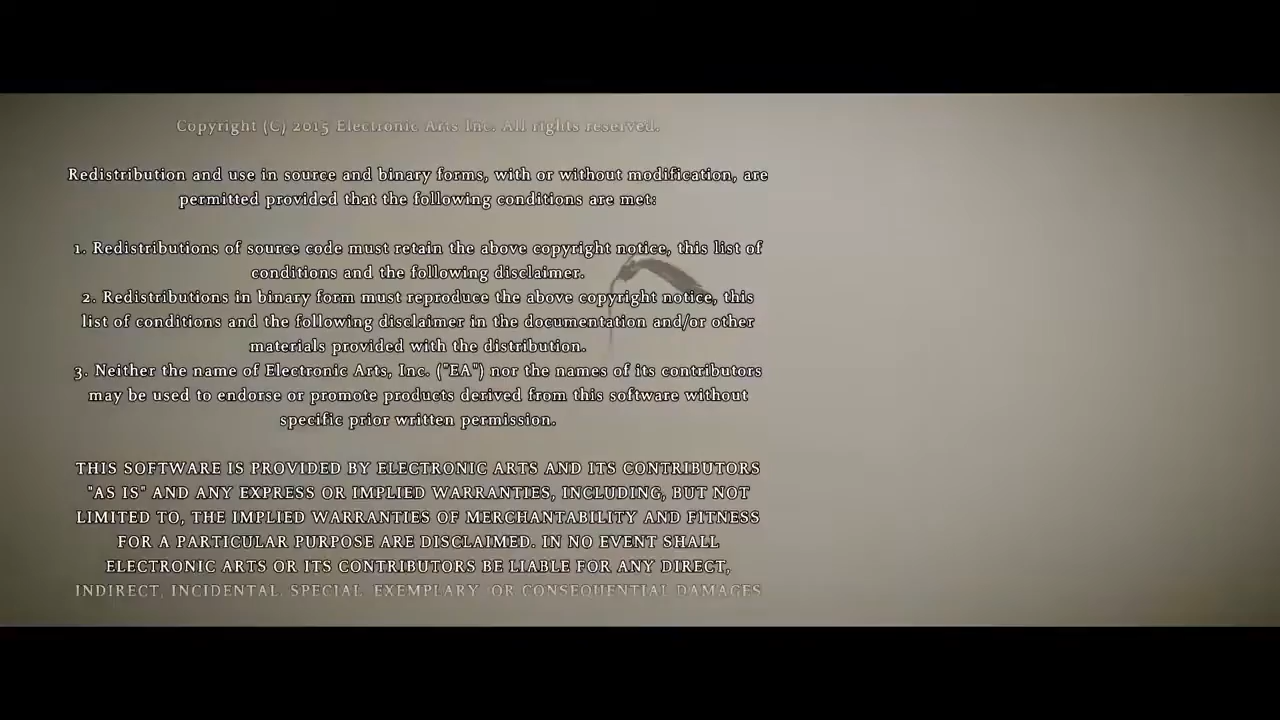 Copyright (C) 2015 Electronic Arts Inc. All rights reserved.
Redistribution and use in source and binary forms, with or without modification, are
permitted provided that the following conditions are met:
1. Redistributions of source code must retain the above copyright notice, this list of
conditions and the following disclaimer.
2. Redistributions in binary form must reproduce the above copyright notice, this
list of conditions and the following disclaimer in the documentation and/or other
materials provided with the distribution.
3. Neither the name of Electronic Arts, Inc. ("EA") nor the names of its contributors
may be used to endorse or promote products derived from this software without
specific prior written permission.
THIS SOFTWARE IS PROVIDED BY ELECTRONIC ARTS AND ITS CONTRIBUTORS
"AS IS" AND ANY EXPRESS OR IMPLIED WARRANTIES, INCLUDING, BUT NOT
LIMITED TO, THE IMPLIED WARRANTIES OF MERCHANTABILITY AND FITNESS
FOR A PARTICULAR PURPOSE ARE DISCLAIMED. IN NO EVENT SHALL
ELECTRONIC ARTS OR ITS CONTRIBUTORS BE LIABLE FOR ANY DIRECT,
INDIRECT, INCIDENTAL, SPECIAL, EXEMPLARY, OR CONSEQUENTIAL DAMAGES